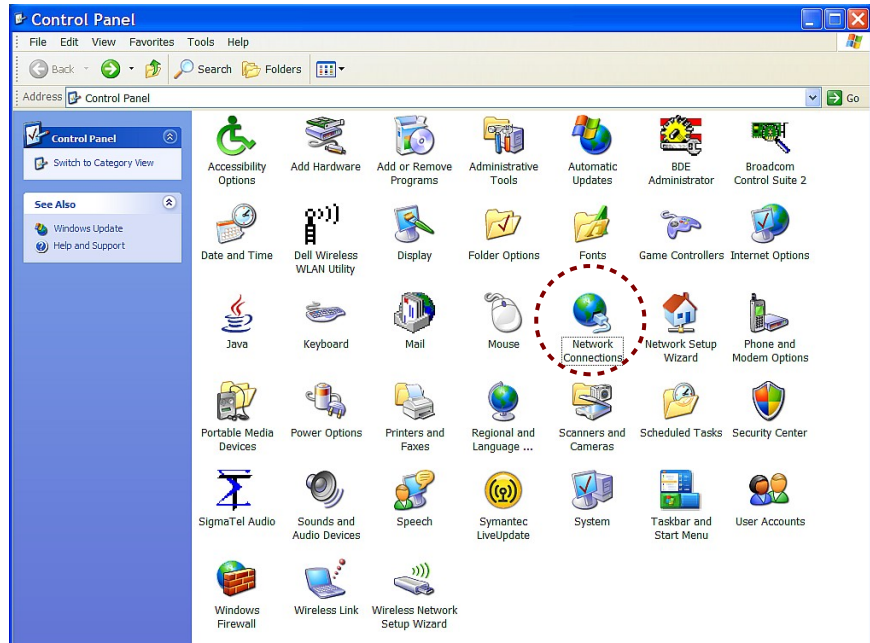 Control Panel
File Edit View Favorites Tools Help
Back Search Folders
Address Control Panel Go
Control Panel
Switch to Category View
See Also
Windows Update
Help and Support
Accessibility Options
Add Hardware
Add or Remove Programs
Administrative Tools
Automatic Updates
BDE Administrator
Broadcom Control Suite 2
Date and Time
Dell Wireless WLAN Utility
Display
Folder Options
Fonts
Game Controllers
Internet Options
Java
Keyboard
Mail
Mouse
Network Connections
Network Setup Wizard
Phone and Modem Options
Portable Media Devices
Power Options
Printers and Faxes
Regional and Language ...
Scanners and Cameras
Scheduled Tasks
Security Center
SigmaTel Audio
Sounds and Audio Devices
Speech
Symantec LiveUpdate
System
Taskbar and Start Menu
User Accounts
Windows Firewall
Wireless Link
Wireless Network Setup Wizard